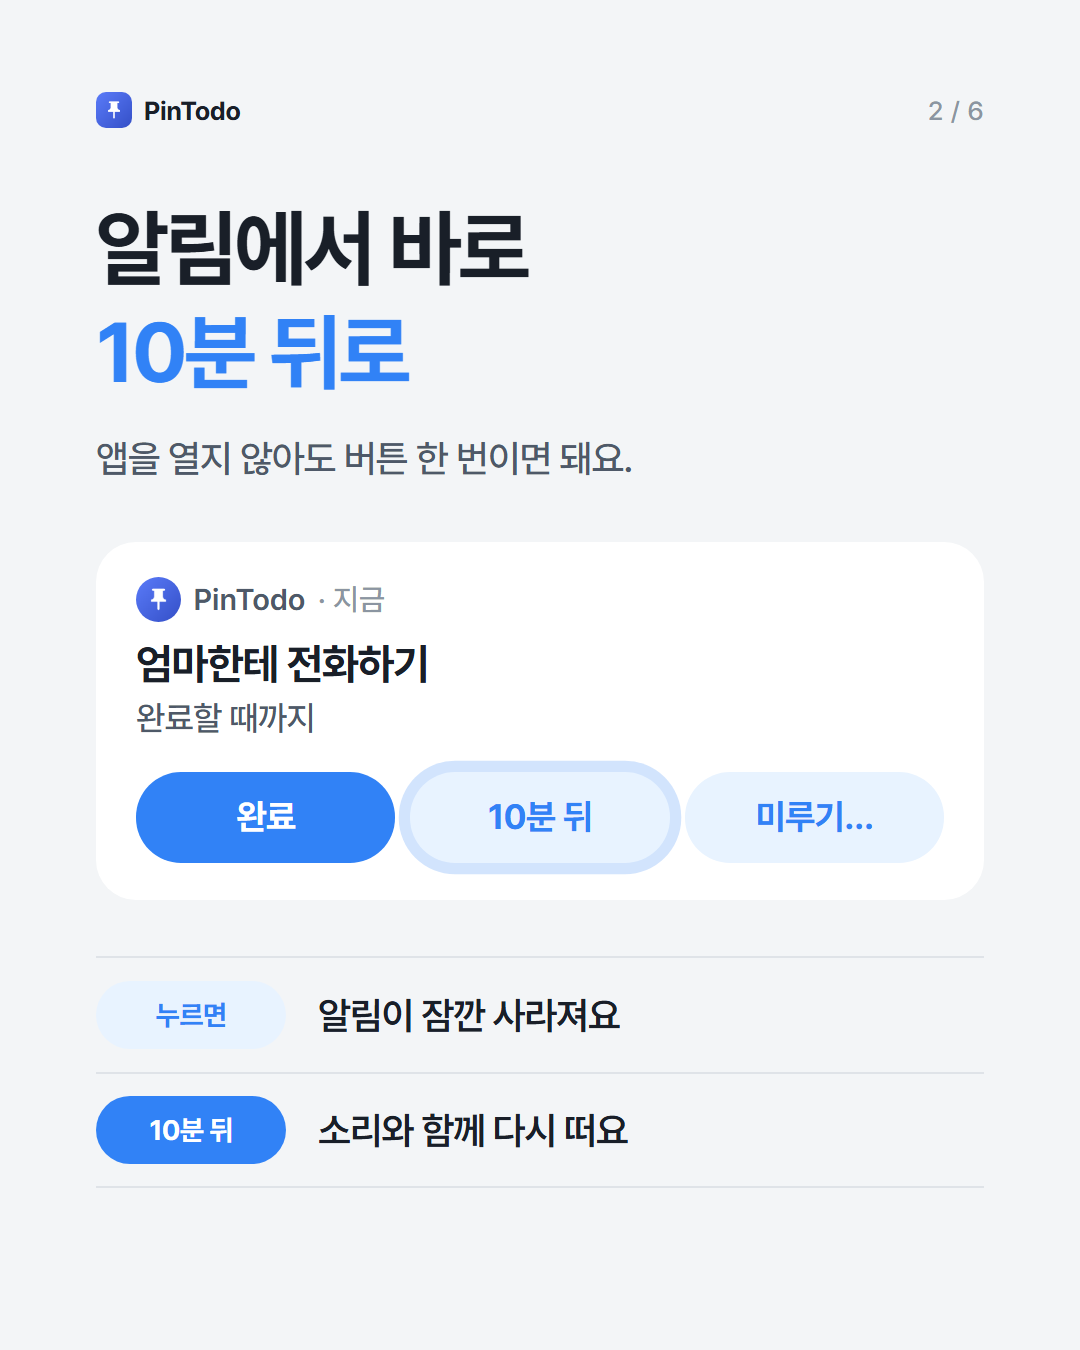 PinTodo
2 / 6
알림에서 바로
10분 뒤로
앱을 열지 않아도 버튼 한 번이면 돼요.
PinTodo · 지금
엄마한테 전화하기
완료할 때까지
완료 10분 뒤 미루기...
누르면 알림이 잠깐 사라져요
10분 뒤 소리와 함께 다시 떠요